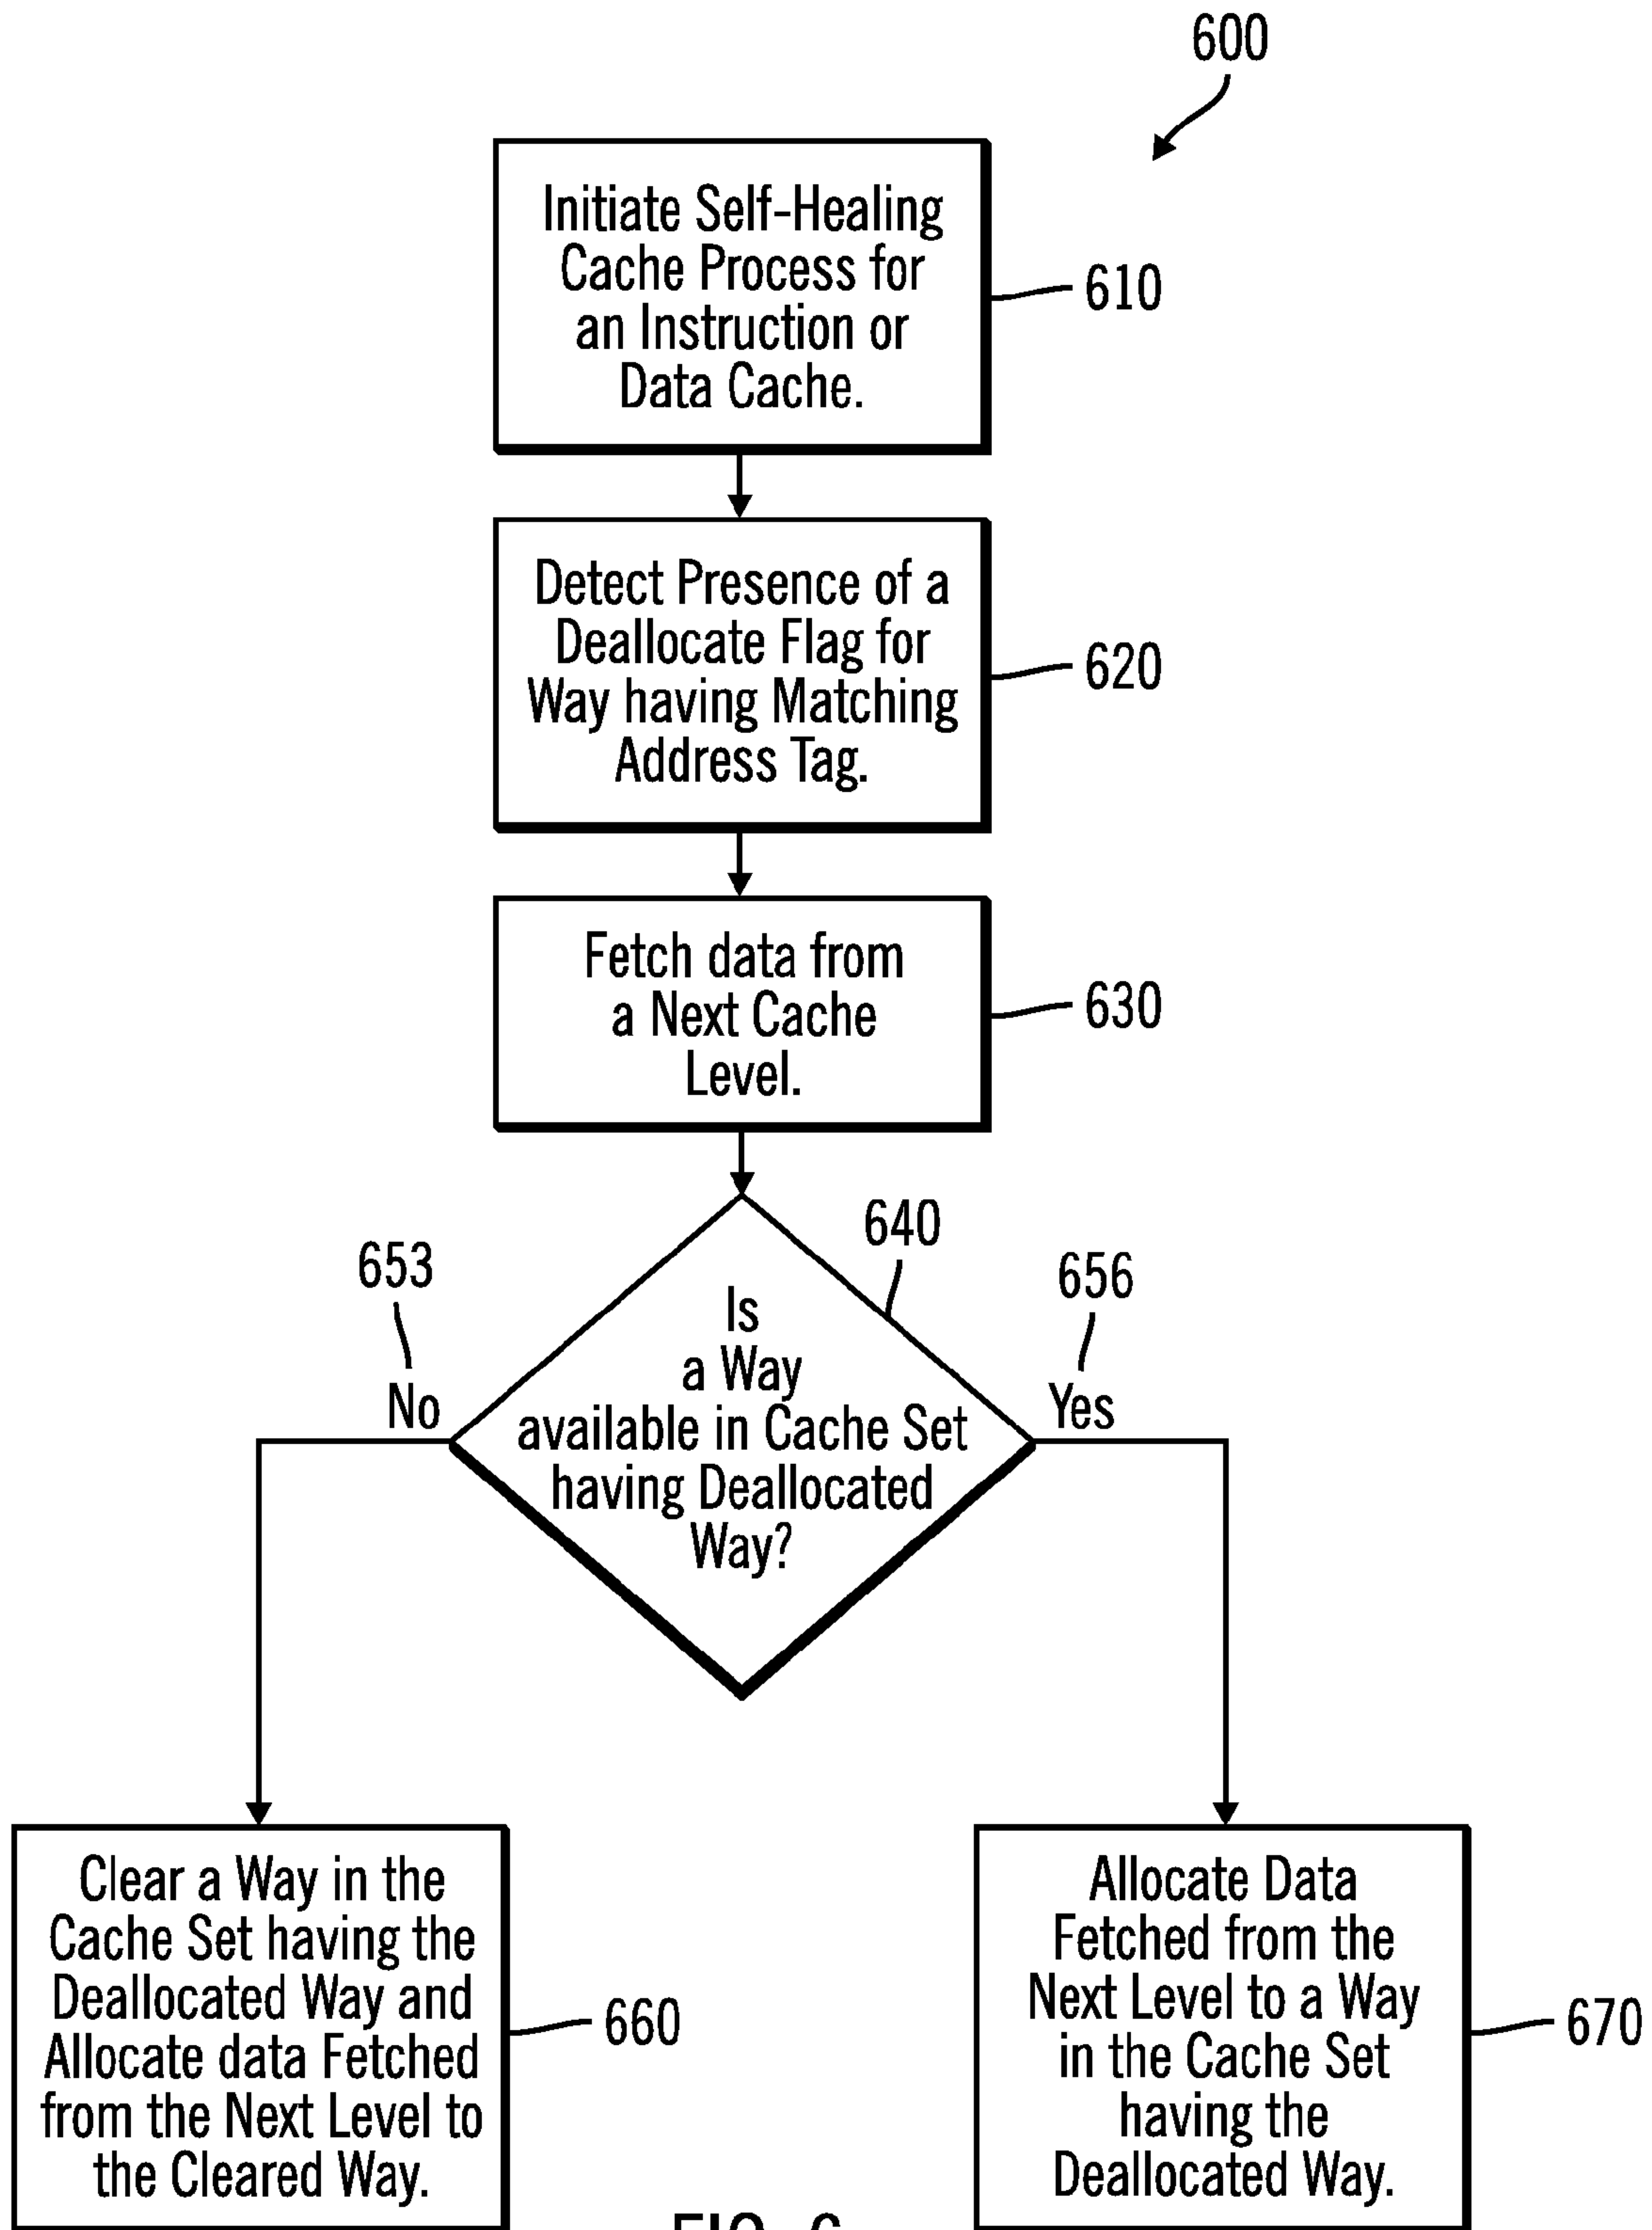 600
Initiate Self-Healing
Cache Process for
an Instruction or
Data Cache.
610
Detect Presence of a
Deallocate Flag for
Way having Matching
Address Tag.
620
Fetch data from
a Next Cache
Level.
630
640
653
656
No
Yes
Is
a Way
available in Cache Set
having Deallocated
Way?
Clear a Way in the
Cache Set having the
Deallocated Way and
Allocate data Fetched
from the Next Level to
the Cleared Way.
660
Allocate Data
Fetched from the
Next Level to a Way
in the Cache Set
having the
Deallocated Way.
670
FIG. 6